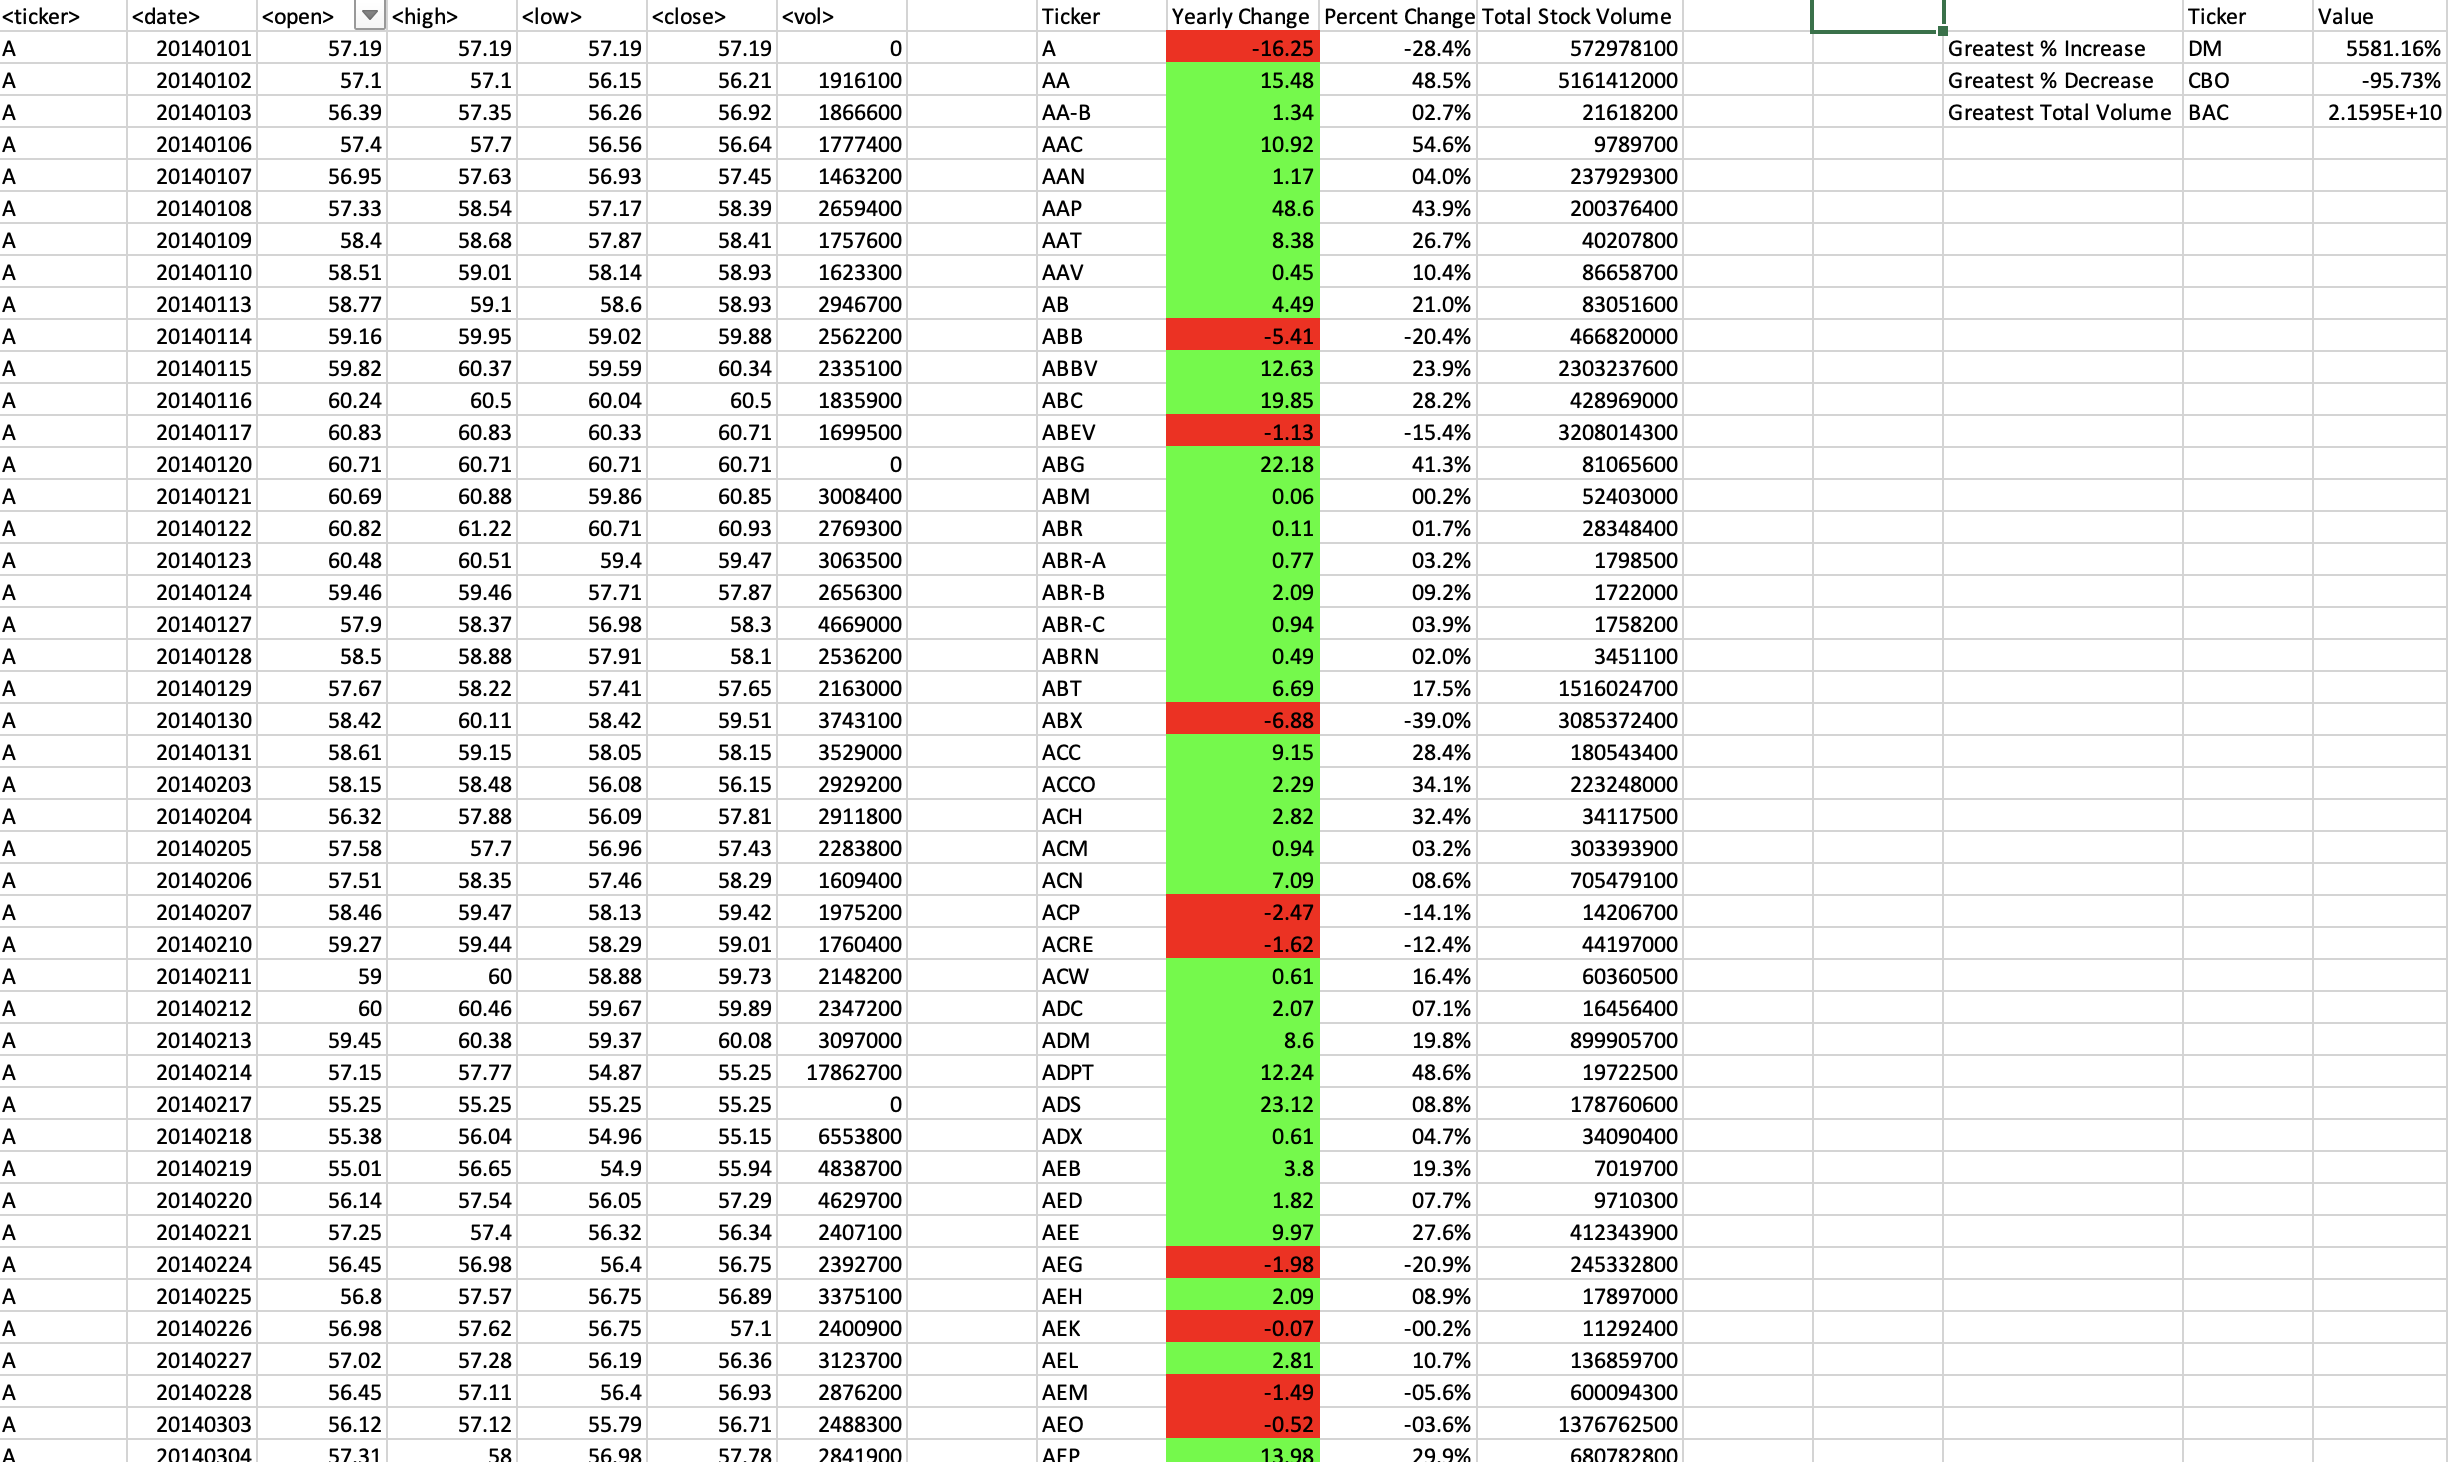 <ticker> <date> <open> <high> <low> <close> <vol> Ticker Yearly Change Percent Change Total Stock Volume Ticker Value
A 20140101 57.19 57.19 57.19 57.19 0 A -16.25 -28.4% 572978100 Greatest % Increase DM 5581.16%
A 20140102 57.1 57.1 56.15 56.21 1916100 AA 15.48 48.5% 5161412000 Greatest % Decrease CBO -95.73%
A 20140103 56.39 57.35 56.26 56.92 1866600 AA-B 1.34 02.7% 21618200 Greatest Total Volume BAC 2.1595E+10
A 20140106 57.4 57.7 56.56 56.64 1777400 AAC 10.92 54.6% 9789700
A 20140107 56.95 57.63 56.93 57.45 1463200 AAN 1.17 04.0% 237929300
A 20140108 57.33 58.54 57.17 58.39 2659400 AAP 48.6 43.9% 200376400
A 20140109 58.4 58.68 57.87 58.41 1757600 AAT 8.38 26.7% 40207800
A 20140110 58.51 59.01 58.14 58.93 1623300 AAV 0.45 10.4% 86658700
A 20140113 58.77 59.1 58.6 58.93 2946700 AB 4.49 21.0% 83051600
A 20140114 59.16 59.95 59.02 59.88 2562200 ABB -5.41 -20.4% 466820000
A 20140115 59.82 60.37 59.59 60.34 2335100 ABBV 12.63 23.9% 2303237600
A 20140116 60.24 60.5 60.04 60.5 1835900 ABC 19.85 28.2% 428969000
A 20140117 60.83 60.83 60.33 60.71 1699500 ABEV -1.13 -15.4% 3208014300
A 20140120 60.71 60.71 60.71 60.71 0 ABG 22.18 41.3% 81065600
A 20140121 60.69 60.88 59.86 60.85 3008400 ABM 0.06 00.2% 52403000
A 20140122 60.82 61.22 60.71 60.93 2769300 ABR 0.11 01.7% 28348400
A 20140123 60.48 60.51 59.4 59.47 3063500 ABR-A 0.77 03.2% 1798500
A 20140124 59.46 59.46 57.71 57.87 2656300 ABR-B 2.09 09.2% 1722000
A 20140127 57.9 58.37 56.98 58.3 4669000 ABR-C 0.94 03.9% 1758200
A 20140128 58.5 58.88 57.91 58.1 2536200 ABRN 0.49 02.0% 3451100
A 20140129 57.67 58.22 57.41 57.65 2163000 ABT 6.69 17.5% 1516024700
A 20140130 58.42 60.11 58.42 59.51 3743100 ABX -6.88 -39.0% 3085372400
A 20140131 58.61 59.15 58.05 58.15 3529000 ACC 9.15 28.4% 180543400
A 20140203 58.15 58.48 56.08 56.15 2929200 ACCO 2.29 34.1% 223248000
A 20140204 56.32 57.88 56.09 57.81 2911800 ACH 2.82 32.4% 34117500
A 20140205 57.58 57.7 56.96 57.43 2283800 ACM 0.94 03.2% 303393900
A 20140206 57.51 58.35 57.46 58.29 1609400 ACN 7.09 08.6% 705479100
A 20140207 58.46 59.47 58.13 59.42 1975200 ACP -2.47 -14.1% 14206700
A 20140210 59.27 59.44 58.29 59.01 1760400 ACRE -1.62 -12.4% 44197000
A 20140211 59 60 58.88 59.73 2148200 ACW 0.61 16.4% 60360500
A 20140212 60 60.46 59.67 59.89 2347200 ADC 2.07 07.1% 16456400
A 20140213 59.45 60.38 59.37 60.08 3097000 ADM 8.6 19.8% 899905700
A 20140214 57.15 57.77 54.87 55.25 17862700 ADPT 12.24 48.6% 19722500
A 20140217 55.25 55.25 55.25 55.25 0 ADS 23.12 08.8% 178760600
A 20140218 55.38 56.04 54.96 55.15 6553800 ADX 0.61 04.7% 34090400
A 20140219 55.01 56.65 54.9 55.94 4838700 AEB 3.8 19.3% 7019700
A 20140220 56.14 57.54 56.05 57.29 4629700 AED 1.82 07.7% 9710300
A 20140221 57.25 57.4 56.32 56.34 2407100 AEE 9.97 27.6% 412343900
A 20140224 56.45 56.98 56.4 56.75 2392700 AEG -1.98 -20.9% 245332800
A 20140225 56.8 57.57 56.75 56.89 3375100 AEH 2.09 08.9% 17897000
A 20140226 56.98 57.62 56.75 57.1 2400900 AEK -0.07 -00.2% 11292400
A 20140227 57.02 57.28 56.19 56.36 3123700 AEL 2.81 10.7% 136859700
A 20140228 56.45 57.11 56.4 56.93 2876200 AEM -1.49 -05.6% 600094300
A 20140303 56.12 57.12 55.79 56.71 2488300 AEO -0.52 -03.6% 1376762500
A 20140304 57.31 58 56.98 57.78 2841900 AEP 13.98 29.9% 680782800